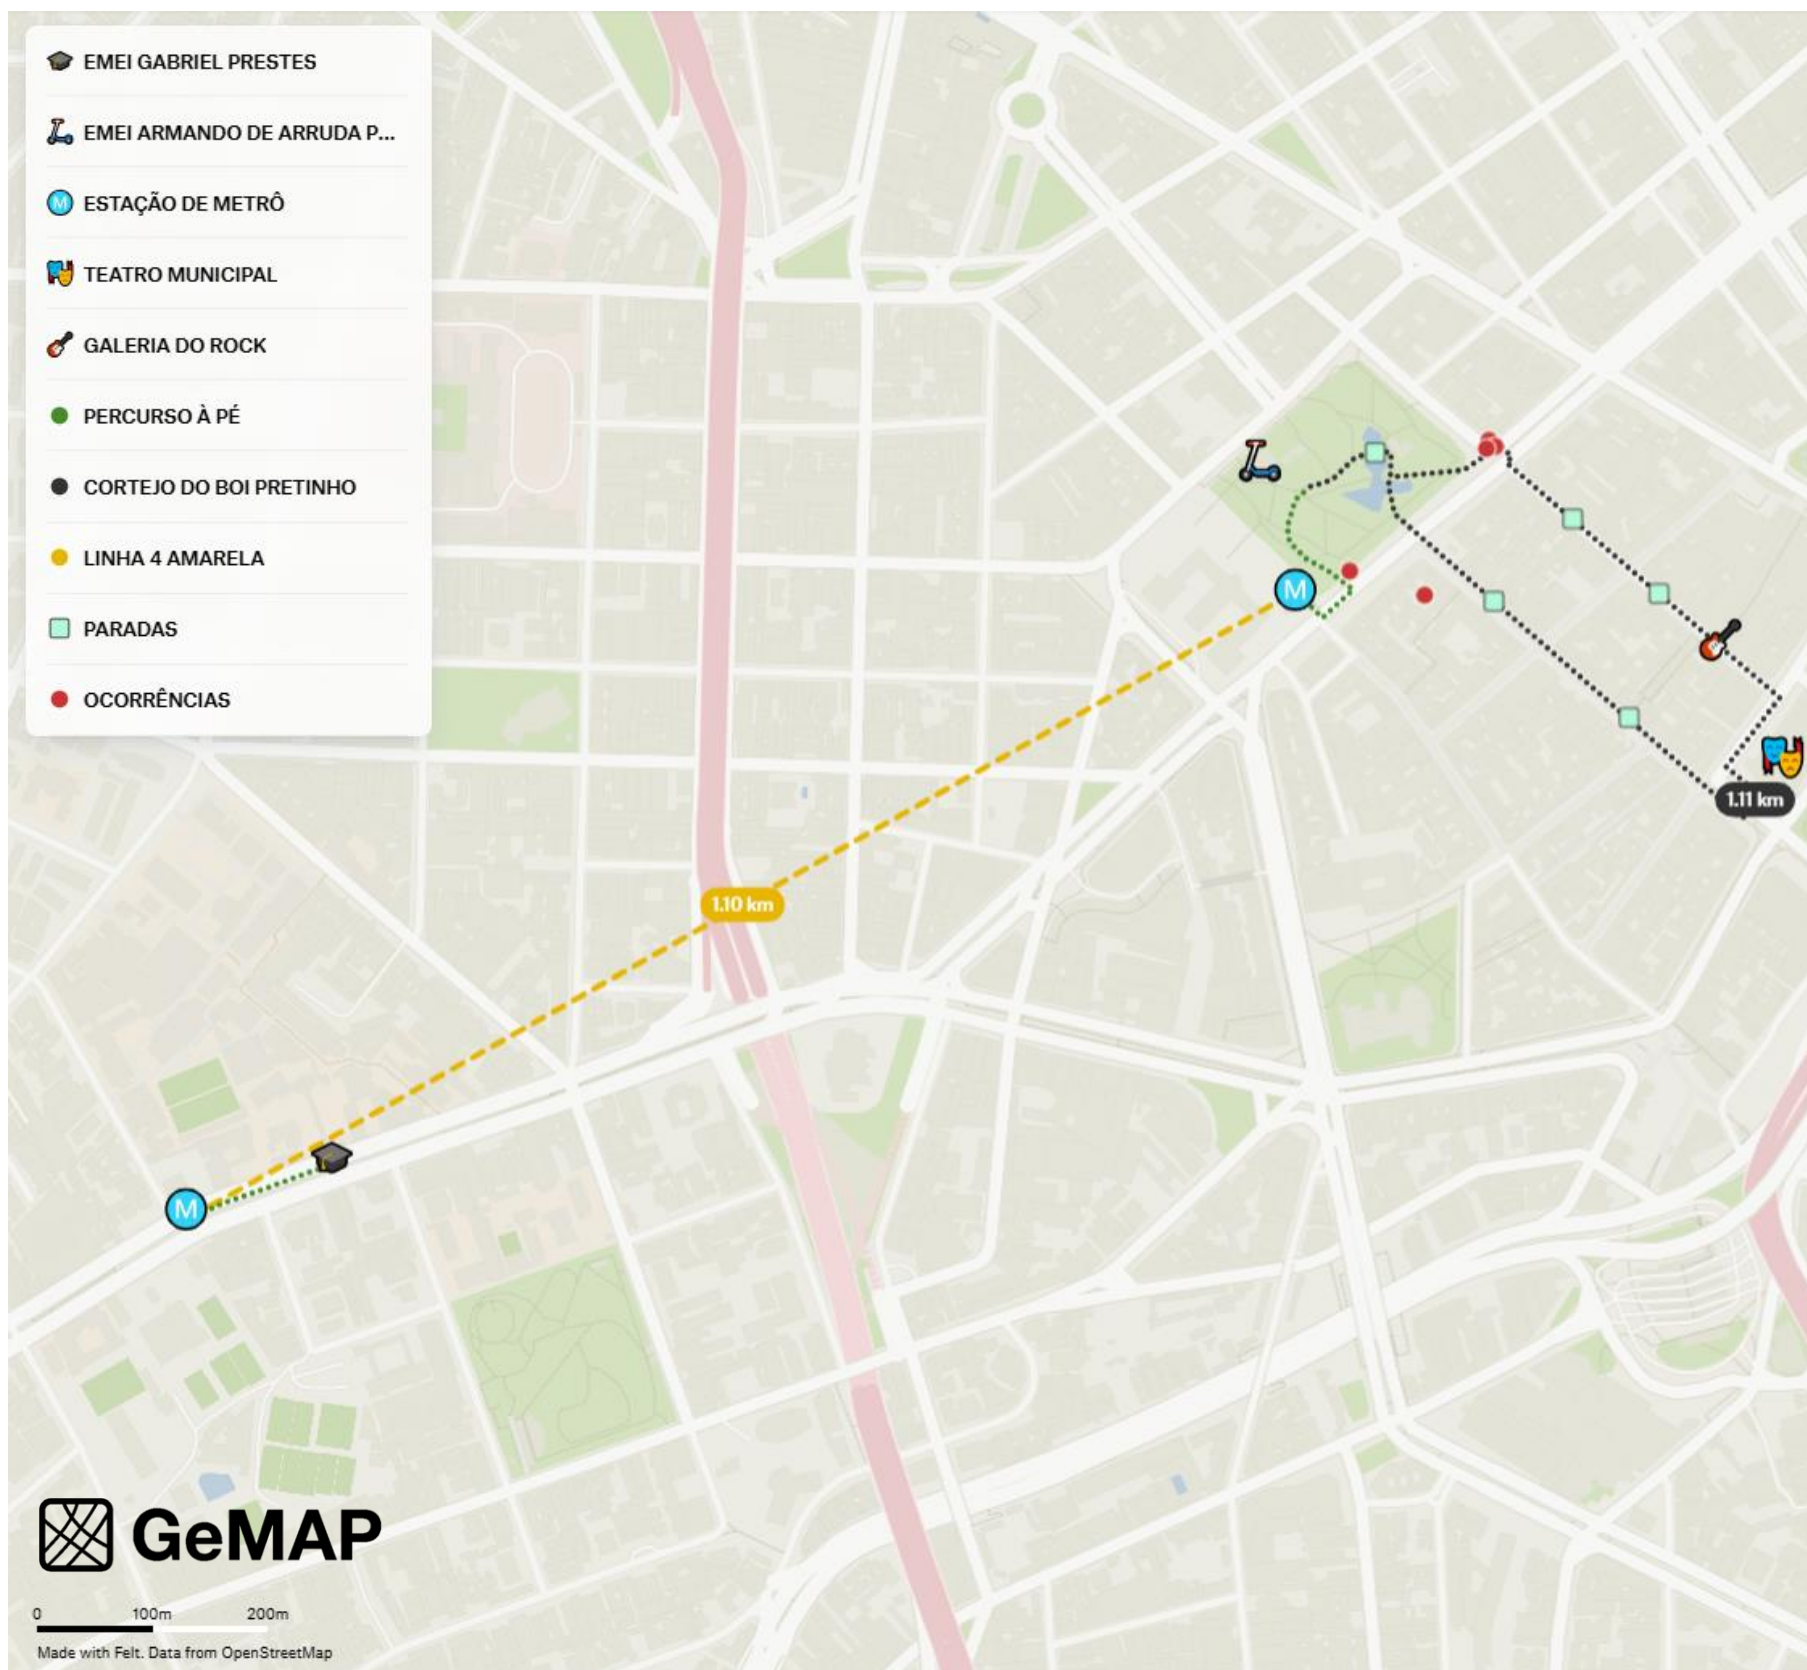 EMEI GABRIEL PRESTES
EMEI ARMANDO DE ARRUDA P...
ESTAÇÃO DE METRÔ
TEATRO MUNICIPAL
GALERIA DO ROCK
PERCURSO À PÉ
CORTEJO DO BOI PRETINHO
LINHA 4 AMARELA
PARADAS
OCORRÊNCIAS
M
M
1.11 km
1.10 km
M
GeMAP
0 100m 200m
Made with Felt. Data from OpenStreetMap